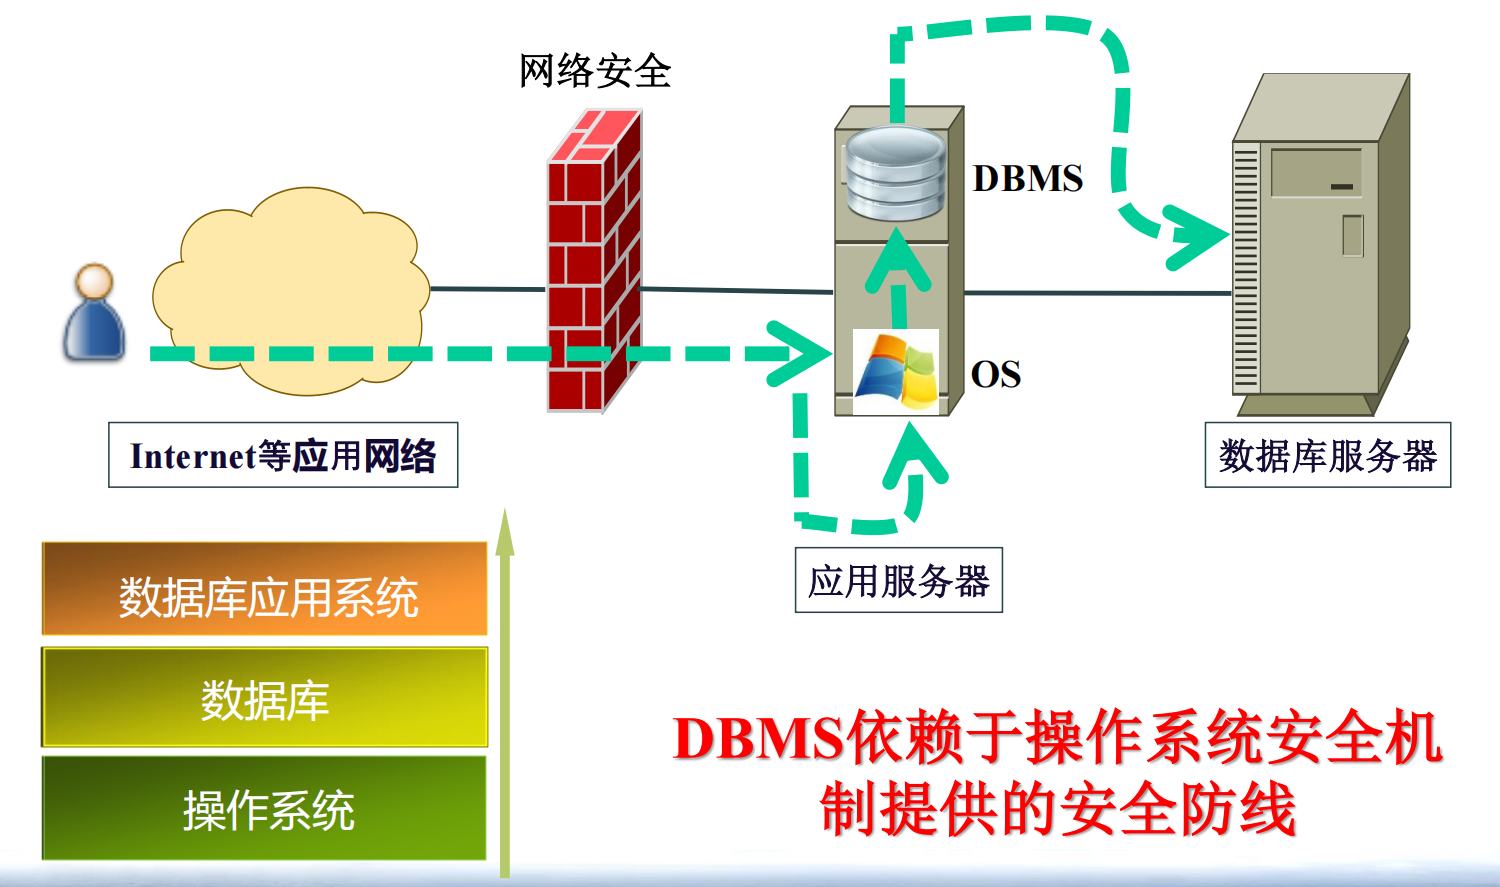 网络安全
DBMS
OS
Internet等应用网络
数据库服务器
应用服务器
数据库应用系统
数据库
操作系统
DBMS依赖于操作系统安全机
制提供的安全防线